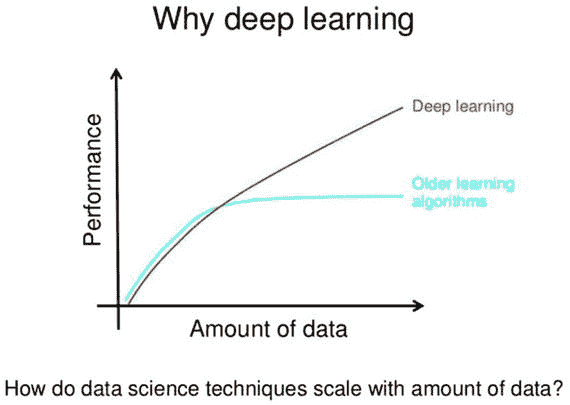 Why deep learning
Deep learning
Older learning
algorithms
Performance
Amount of data
How do data science techniques scale with amount of data?